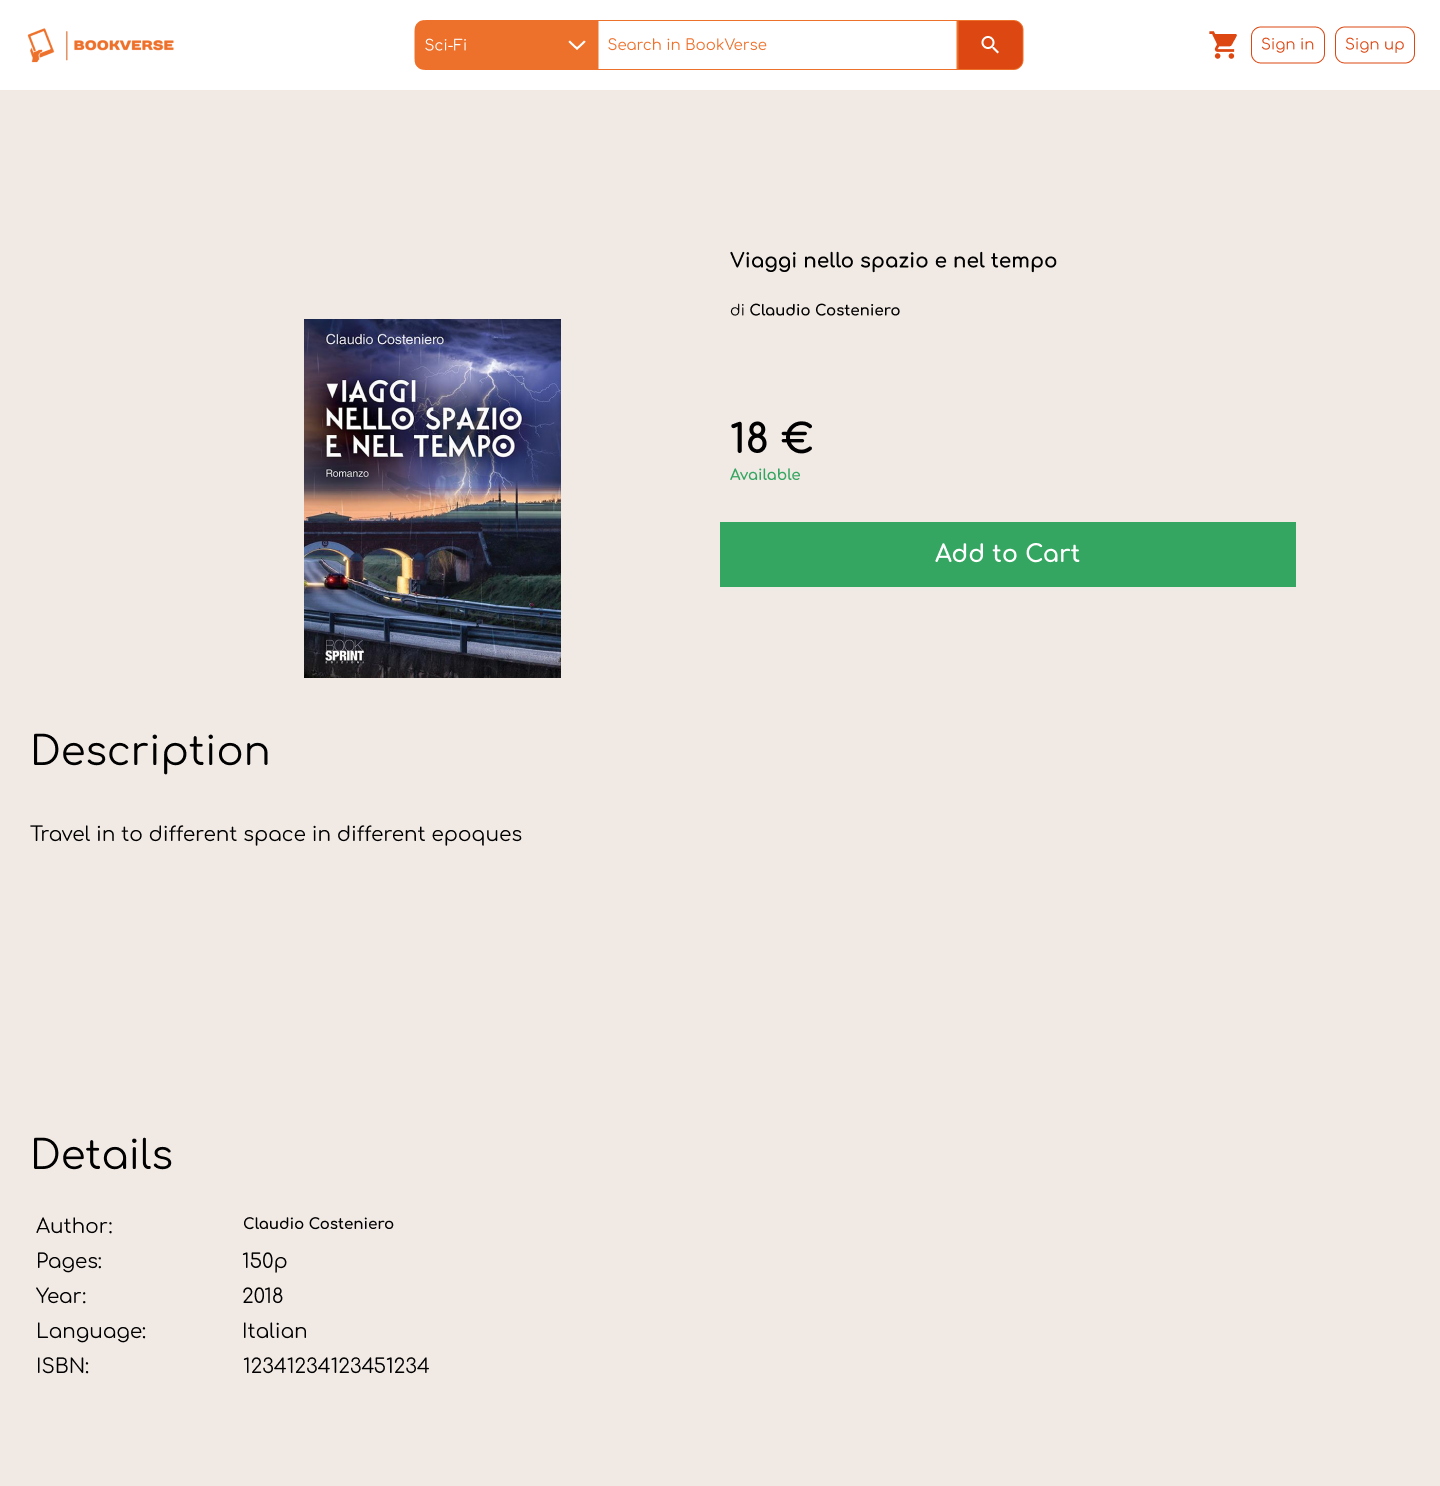 BOOKVERSE
Sci-Fi
Search in BookVerse
Sign in
Sign up
Viaggi nello spazio e nel tempo
di Claudio Costeniero
Claudio Costeniero
VIAGGI
NELLO SPAZIO
E NEL TEMPO
Romanzo
BOOK
SPRINT
EDIZIONI
18 €
Available
Add to Cart
Description
Travel in to different space in different epoques
Details
Author: Claudio Costeniero
Pages: 150p
Year: 2018
Language: Italian
ISBN: 12341234123451234